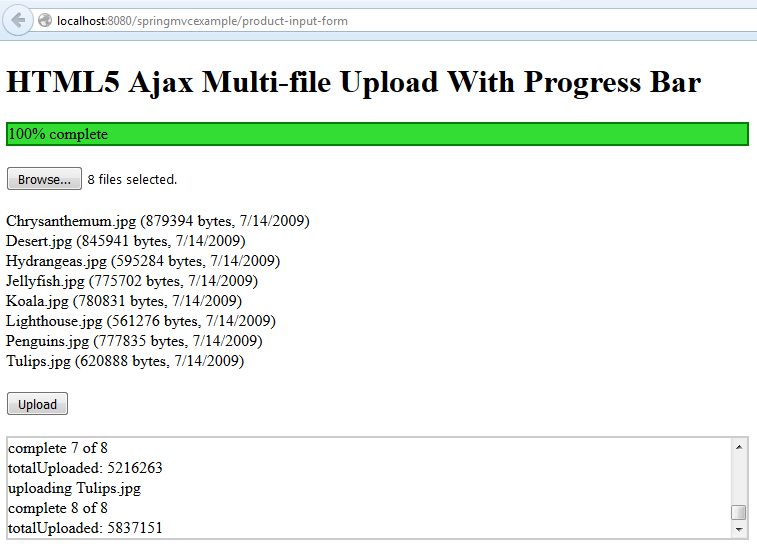 localhost:8080/springmvcexample/product-input-form
HTML5 Ajax Multi-file Upload With Progress Bar
100% complete
Browse... 8 files selected.
Chrysanthemum.jpg (879394 bytes, 7/14/2009)
Desert.jpg (845941 bytes, 7/14/2009)
Hydrangeas.jpg (595284 bytes, 7/14/2009)
Jellyfish.jpg (775702 bytes, 7/14/2009)
Koala.jpg (780831 bytes, 7/14/2009)
Lighthouse.jpg (561276 bytes, 7/14/2009)
Penguins.jpg (777835 bytes, 7/14/2009)
Tulips.jpg (620888 bytes, 7/14/2009)
Upload
complete 7 of 8
totalUploaded: 5216263
uploading Tulips.jpg
complete 8 of 8
totalUploaded: 5837151